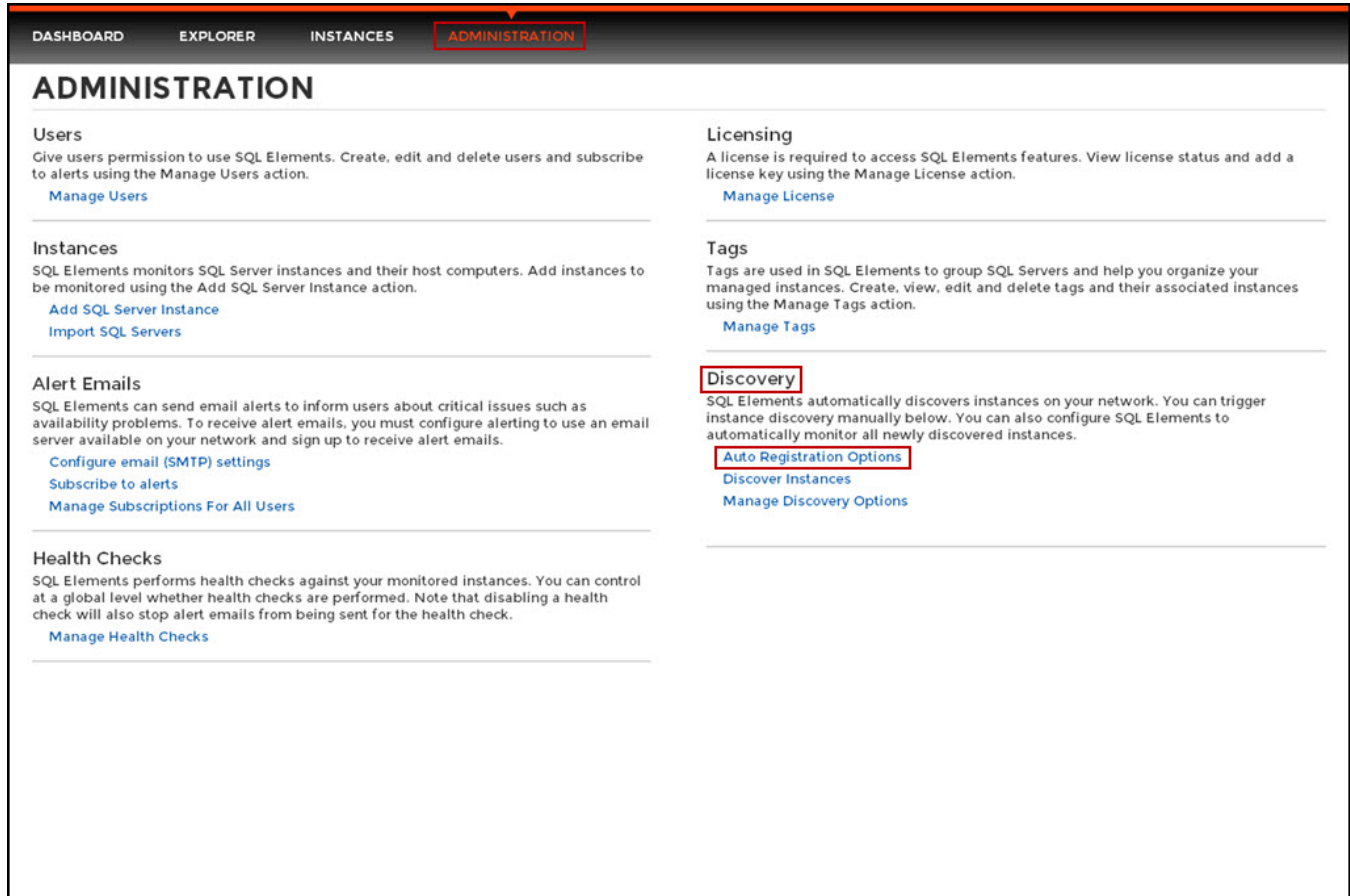 DASHBOARD EXPLORER INSTANCES ADMINISTRATION
ADMINISTRATION
Users
Give users permission to use SQL Elements. Create, edit and delete users and subscribe
to alerts using the Manage Users action.
Manage Users
Instances
SQL Elements monitors SQL Server instances and their host computers. Add instances to
be monitored using the Add SQL Server Instance action.
Add SQL Server Instance
Import SQL Servers
Alert Emails
SQL Elements can send email alerts to inform users about critical issues such as
availability problems. To receive alert emails, you must configure alerting to use an email
server available on your network and sign up to receive alert emails.
Configure email (SMTP) settings
Subscribe to alerts
Manage Subscriptions For All Users
Health Checks
SQL Elements performs health checks against your monitored instances. You can control
at a global level whether health checks are performed. Note that disabling a health
check will also stop alert emails from being sent for the health check.
Manage Health Checks
Licensing
A license is required to access SQL Elements features. View license status and add a
license key using the Manage License action.
Manage License
Tags
Tags are used in SQL Elements to group SQL Servers and help you organize your
managed instances. Create, view, edit and delete tags and their associated instances
using the Manage Tags action.
Manage Tags
Discovery
SQL Elements automatically discovers instances on your network. You can trigger
instance discovery manually below. You can also configure SQL Elements to
automatically monitor all newly discovered instances.
Auto Registration Options
Discover Instances
Manage Discovery Options